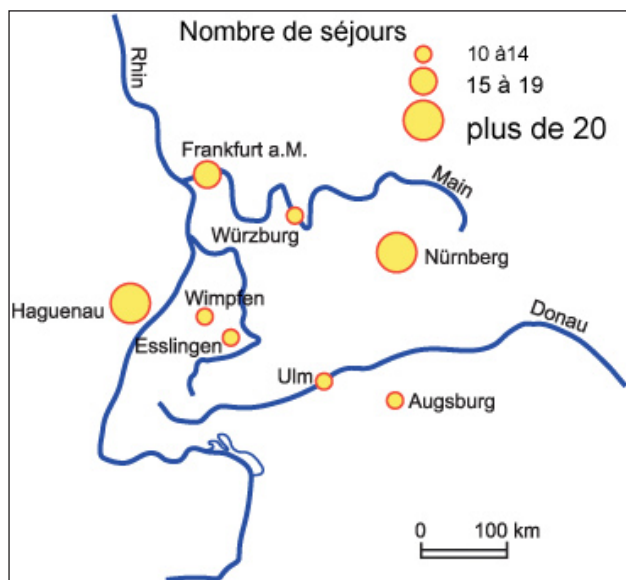 Nombre de séjours
10 à14
15 à 19
plus de 20
Rhin
Frankfurt a.M.
Main
Würzburg
Nürnberg
Haguenau
Wimpfen
Esslingen
Donau
Ulm
Augsburg
0 100 km